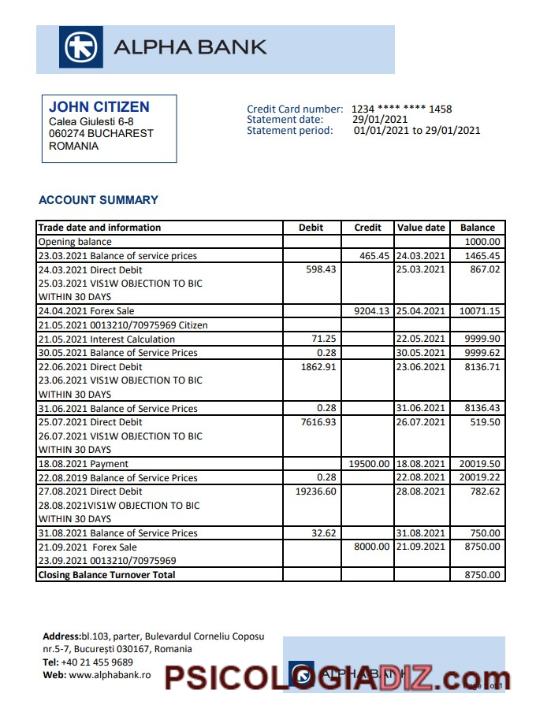 ALPHA BANK
JOHN CITIZEN
Calea Giulesti 6-8
060274 BUCHAREST
ROMANIA
Credit Card number: 1234 **** **** 1458
Statement date: 29/01/2021
Statement period: 01/01/2021 to 29/01/2021
ACCOUNT SUMMARY
Trade date and information Debit Credit Value date Balance
Opening balance 1000.00
23.03.2021 Balance of service prices 465.45 24.03.2021 1465.45
24.03.2021 Direct Debit 598.43 25.03.2021 867.02
25.03.2021 VIS1W OBJECTION TO BIC
WITHIN 30 DAYS
24.04.2021 Forex Sale 9204.13 25.04.2021 10071.15
21.05.2021 0013210/70975969 Citizen
21.05.2021 Interest Calculation 71.25 22.05.2021 9999.90
30.05.2021 Balance of Service Prices 0.28 30.05.2021 9999.62
22.06.2021 Direct Debit 1862.91 23.06.2021 8136.71
23.06.2021 VIS1W OBJECTION TO BIC
WITHIN 30 DAYS
31.06.2021 Balance of Service Prices 0.28 31.06.2021 8136.43
25.07.2021 Direct Debit 7616.93 26.07.2021 519.50
26.07.2021 VIS1W OBJECTION TO BIC
WITHIN 30 DAYS
18.08.2021 Payment 19500.00 18.08.2021 20019.50
22.08.2019 Balance of Service Prices 0.28 22.08.2021 20019.22
27.08.2021 Direct Debit 19236.60 28.08.2021 782.62
28.08.2021VIS1W OBJECTION TO BIC
WITHIN 30 DAYS
31.08.2021 Balance of Service Prices 32.62 31.08.2021 750.00
21.09.2021 Forex Sale 8000.00 21.09.2021 8750.00
23.09.2021 0013210/70975969
Closing Balance Turnover Total 8750.00
Address:bl.103, parter, Bulevardul Corneliu Coposu
nr.5-7, București 030167, Romania
Tel: +40 21 455 9689
Web: www.alphabank.ro
ALPHA BANK
PSICOLOGIADIZ.com